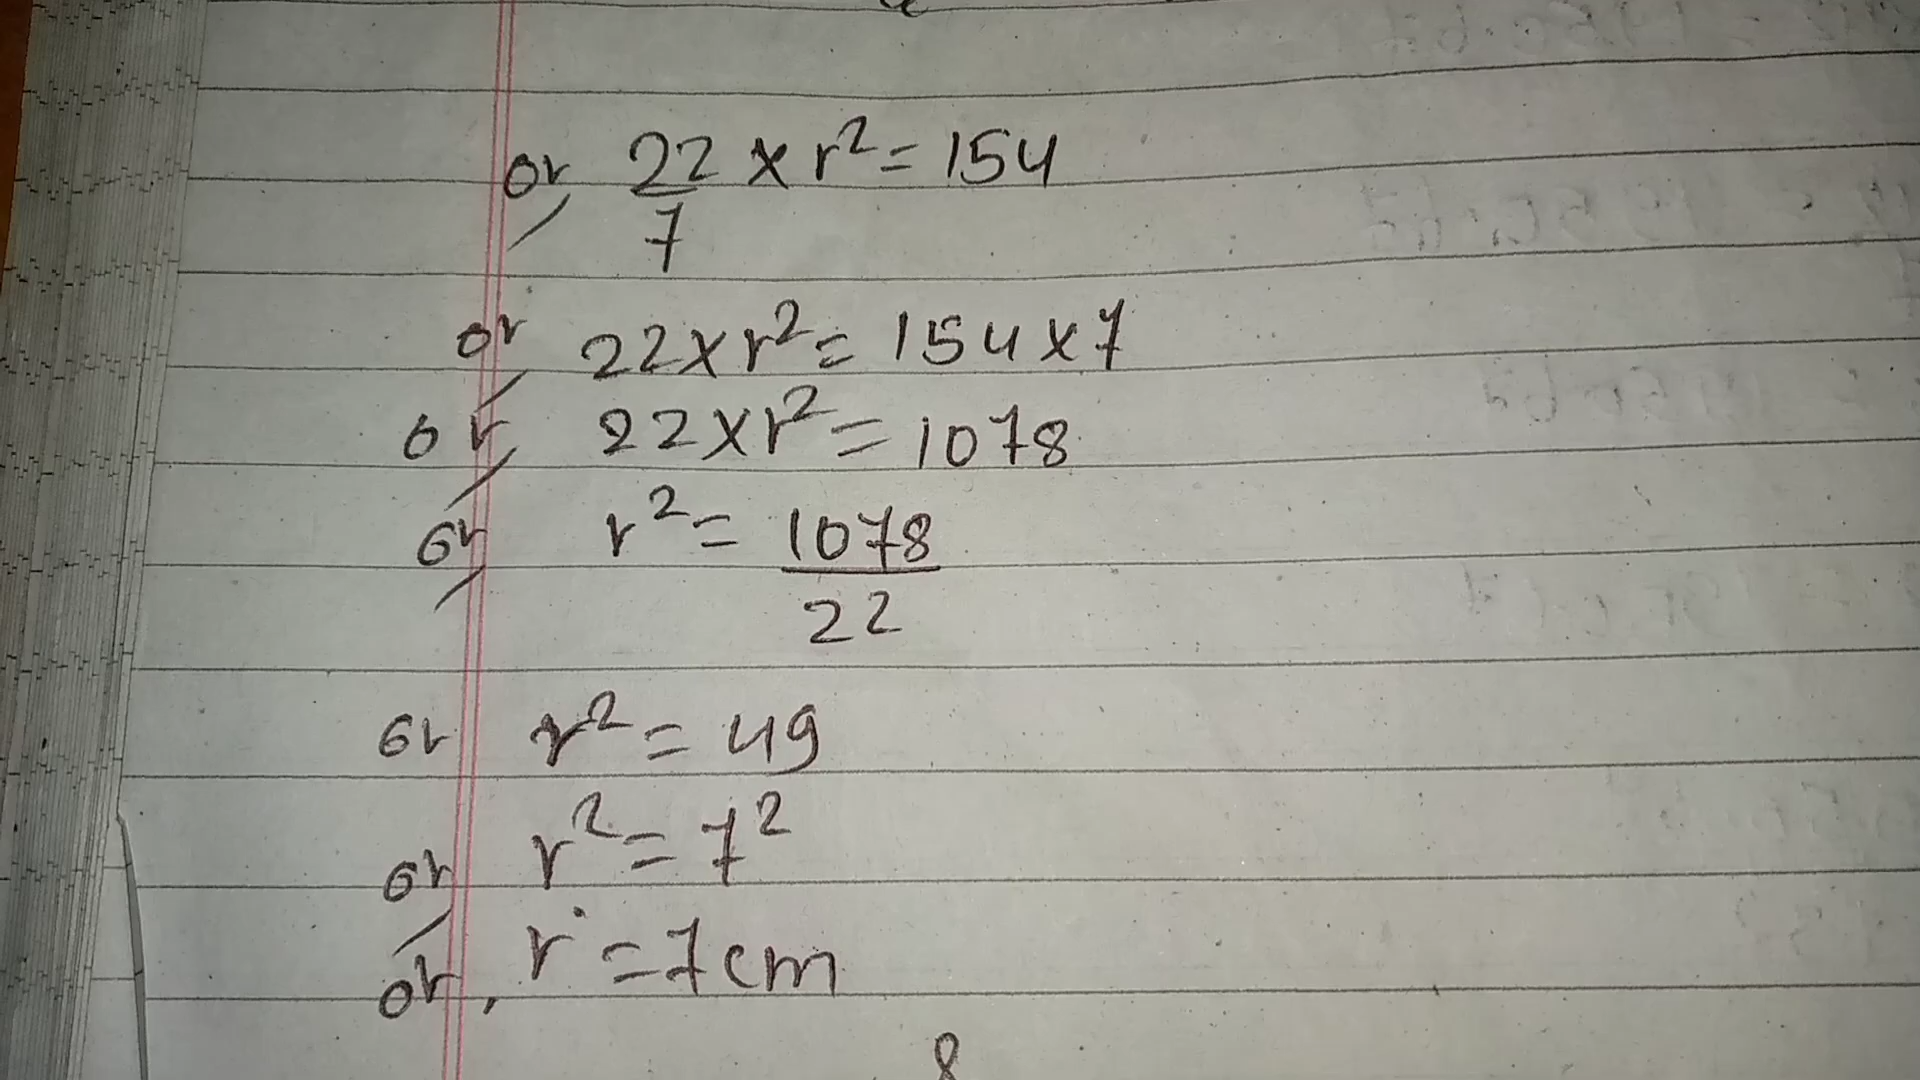 or 22/7 × r² = 154
or 22×r² = 154×7
or 22×r² = 1078
or r² = 1078/22
or r² = 49
or r² = 7²
or, r = 7cm
8